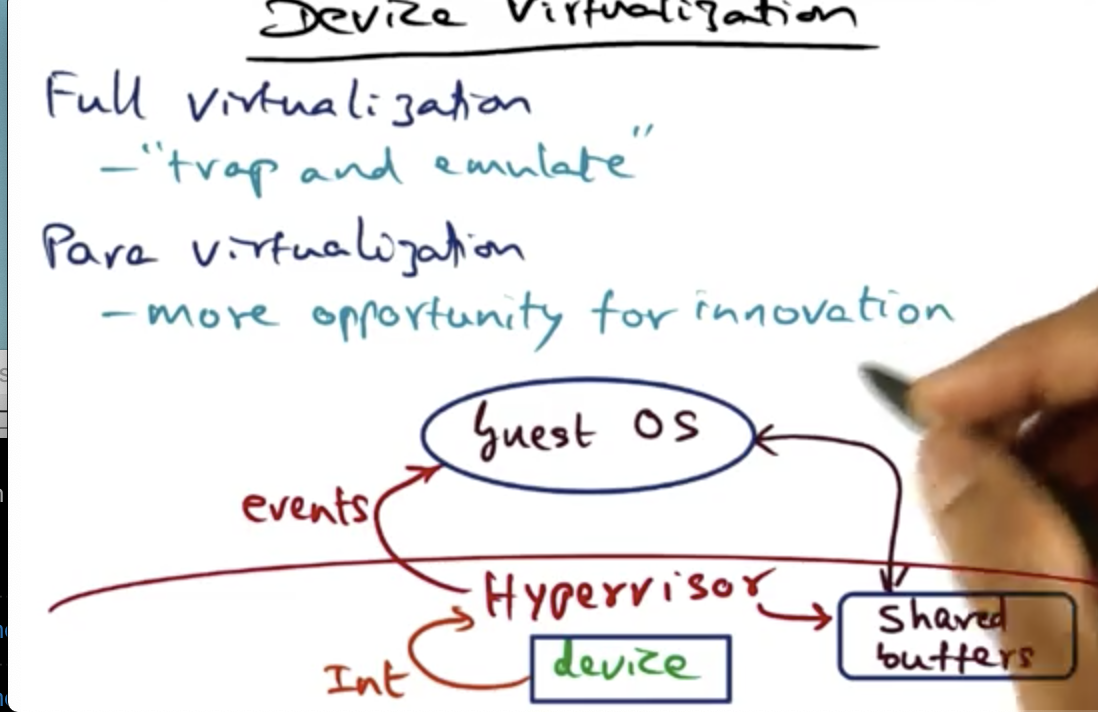 Device Virtualization
Full virtualization
- "trap and emulate"
Para virtualization
- more opportunity for innovation
Guest OS
events
Hypervisor
Shared
buffers
device
Int